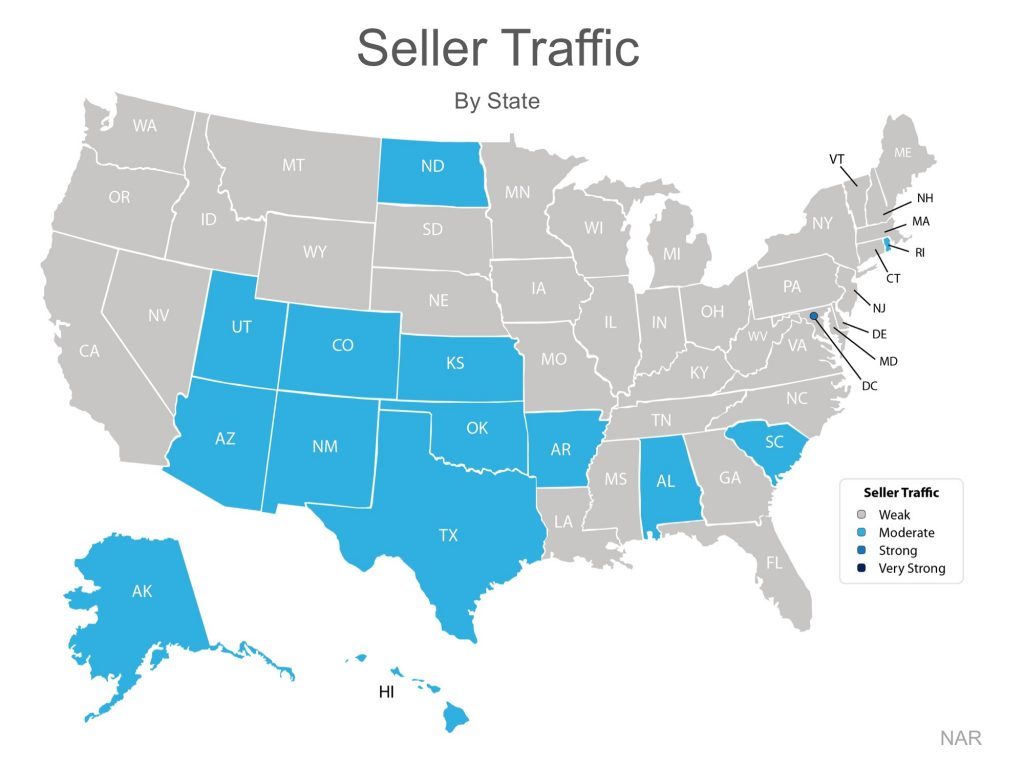 Seller Traffic
By State
WA
MT
ND
MN
ME
VT
OR
ID
SD
WI
MI
NY
NH
MA
RI
CT
WY
NE
IA
PA
NJ
NV
UT
CO
KS
MO
IL
IN
OH
WV
VA
DE
MD
DC
CA
KY
NC
AZ
NM
OK
AR
TN
SC
TX
LA
MS
AL
GA
FL
Seller Traffic
Weak
Moderate
Strong
Very Strong
AK
HI
NAR